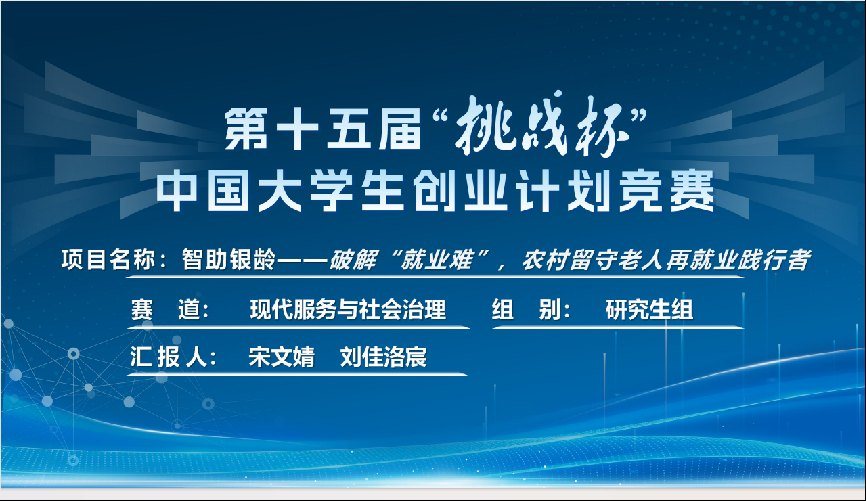 第十五届“挑战杯”
中国大学生创业计划竞赛
项目名称：智助银龄——破解“就业难”，农村留守老人再就业践行者
赛 道： 现代服务与社会治理 组 别： 研究生组
汇 报 人： 宋文婧 刘佳洛宸